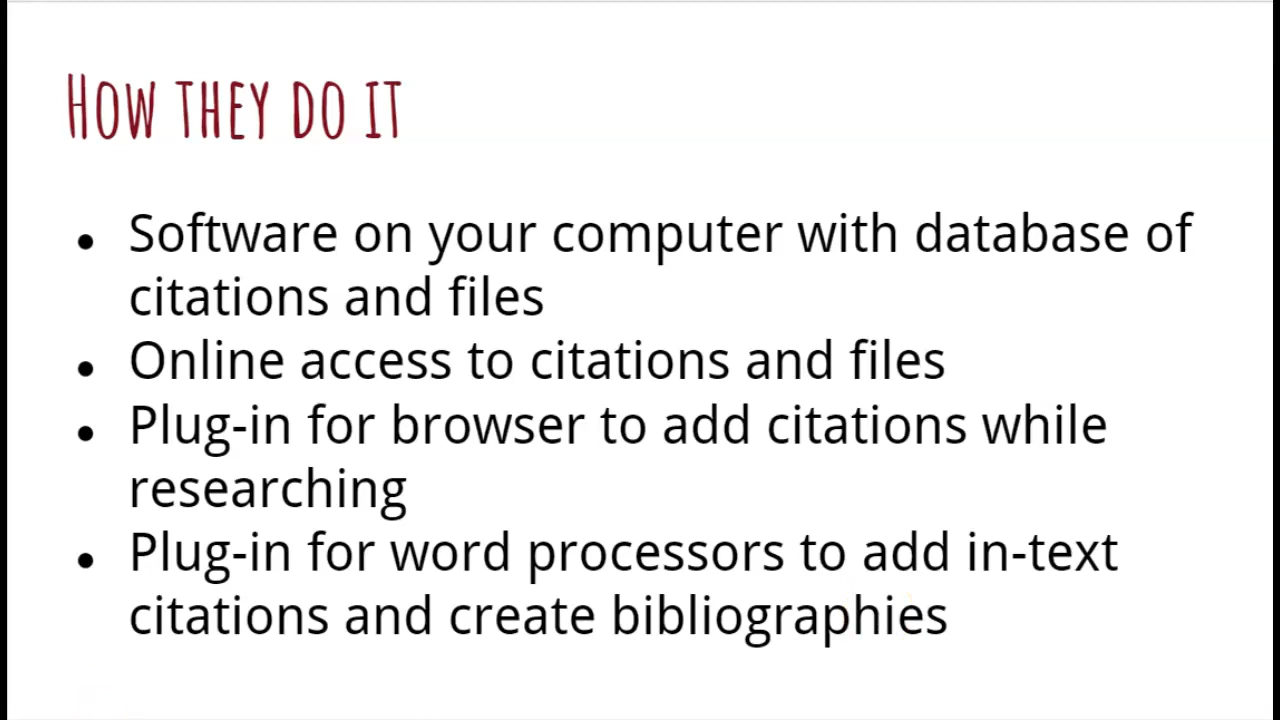 How they do it
• Software on your computer with database of
citations and files
• Online access to citations and files
• Plug-in for browser to add citations while
researching
• Plug-in for word processors to add in-text
citations and create bibliographies